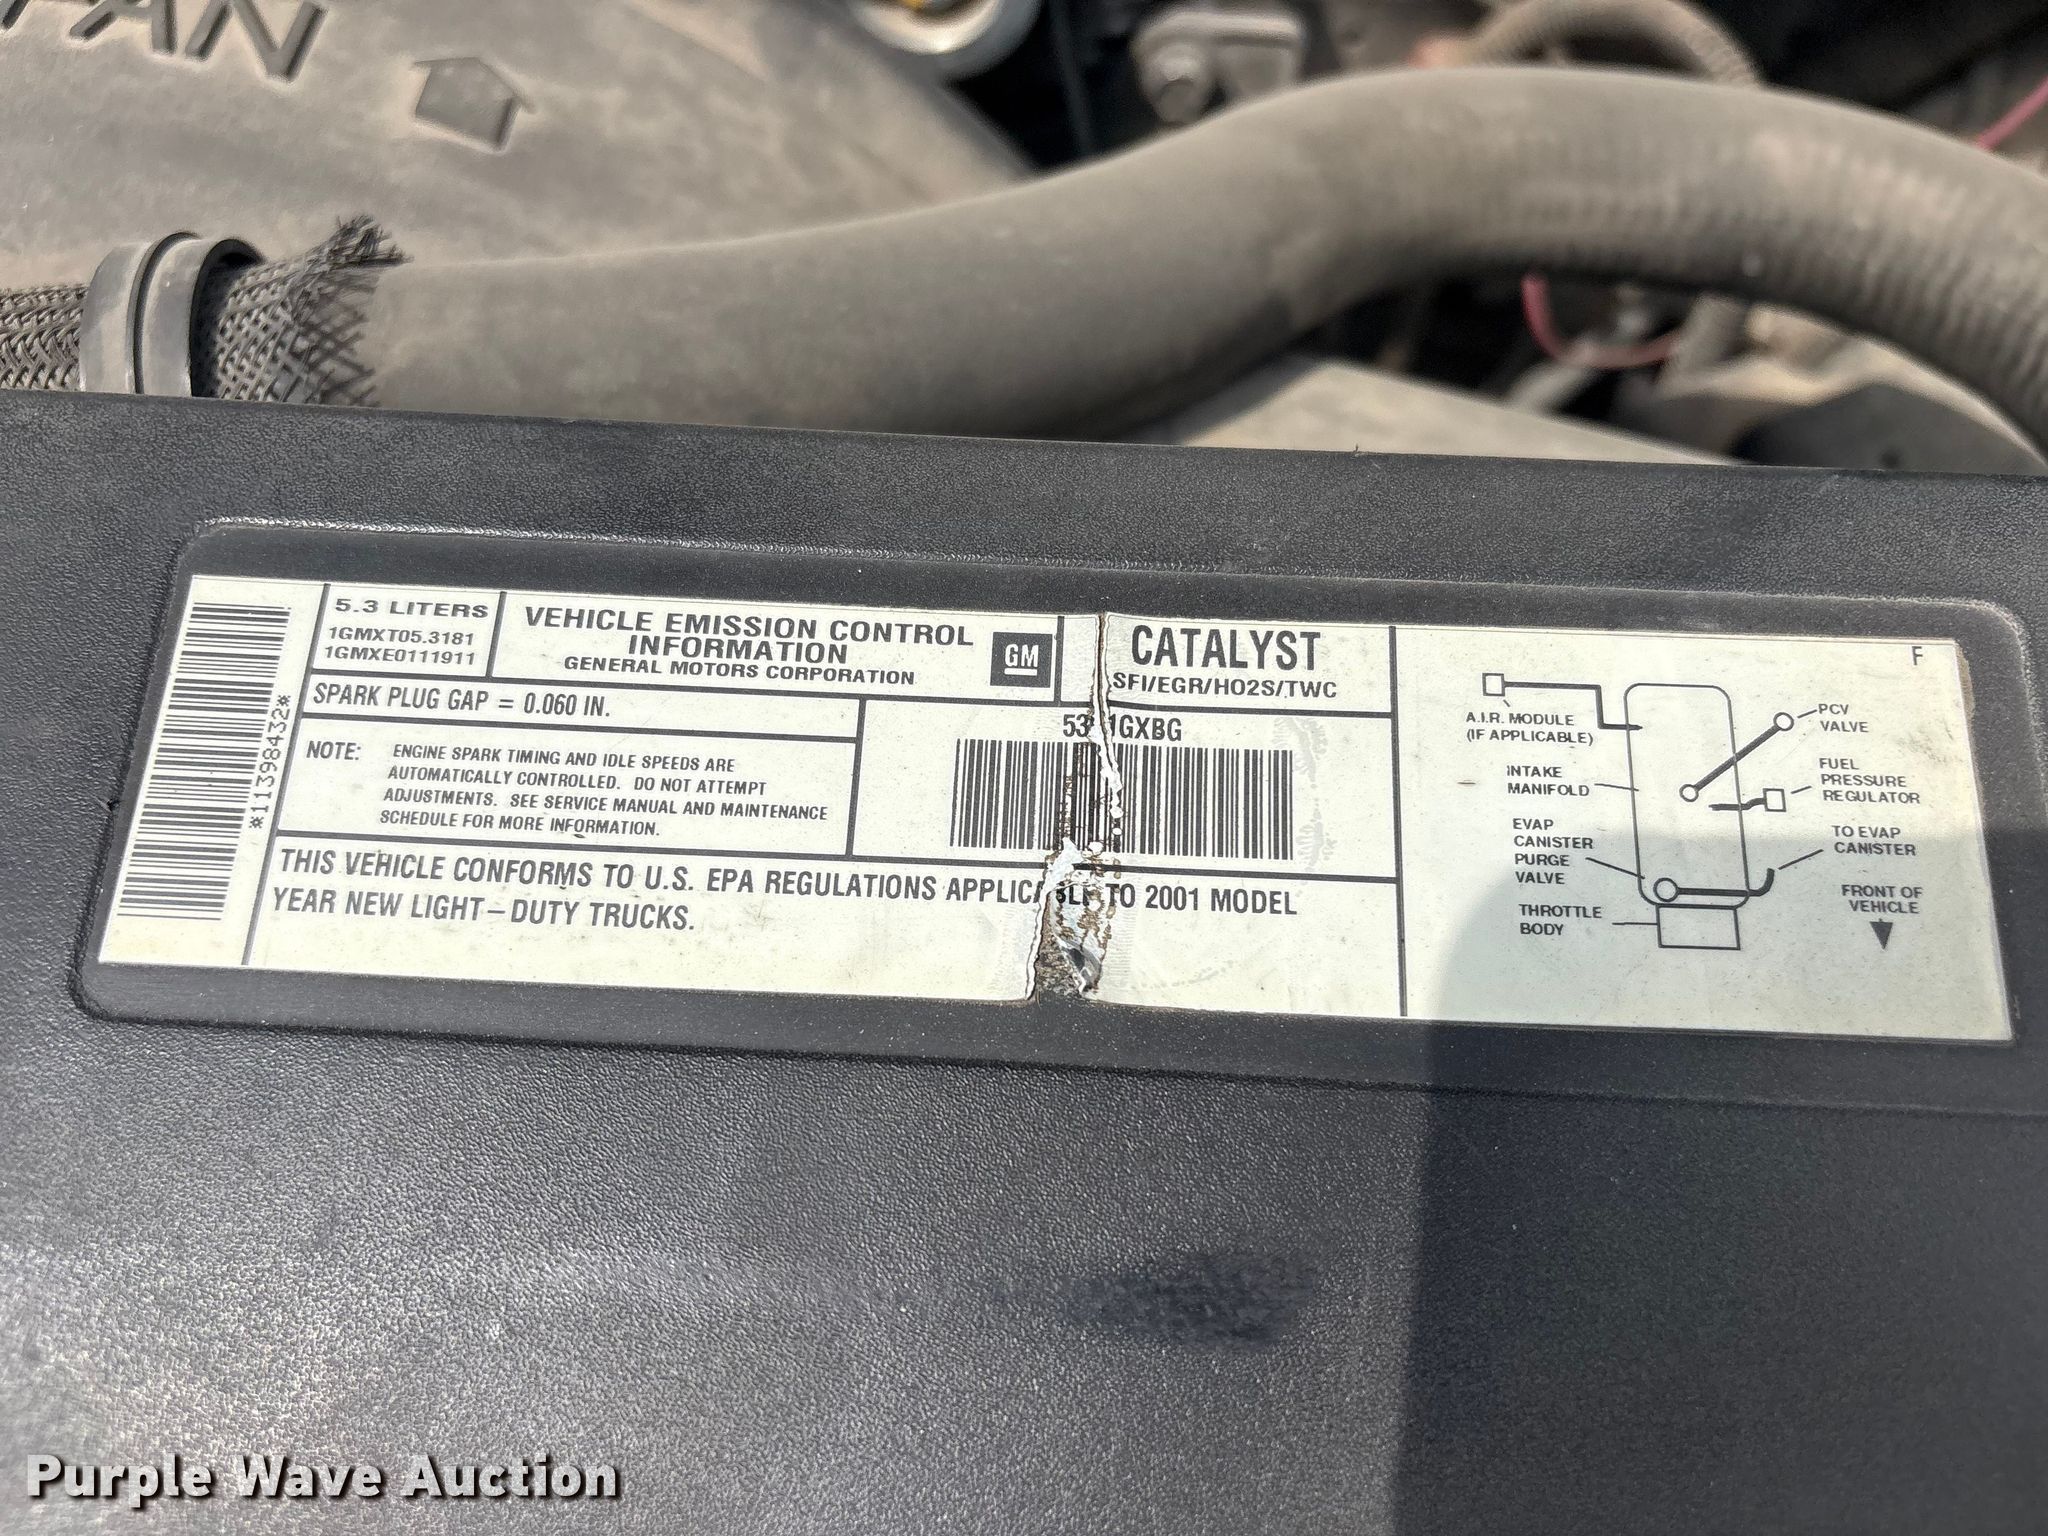 FAN
5.3 LITERS
1GMXT05.3181
1GMXE0111911
VEHICLE EMISSION CONTROL
INFORMATION
GENERAL MOTORS CORPORATION
GM
CATALYST
SFI/EGR/HO2S/TWC
SPARK PLUG GAP = 0.060 IN.
NOTE: ENGINE SPARK TIMING AND IDLE SPEEDS ARE
AUTOMATICALLY CONTROLLED. DO NOT ATTEMPT
ADJUSTMENTS. SEE SERVICE MANUAL AND MAINTENANCE
SCHEDULE FOR MORE INFORMATION.
1GXBG
THIS VEHICLE CONFORMS TO U.S. EPA REGULATIONS APPLICABLE TO 2001 MODEL
YEAR NEW LIGHT-DUTY TRUCKS.
*11398432*
F
A.I.R. MODULE
(IF APPLICABLE)
INTAKE
MANIFOLD
EVAP
CANISTER
PURGE
VALVE
THROTTLE
BODY
PCV
VALVE
FUEL
PRESSURE
REGULATOR
TO EVAP
CANISTER
FRONT OF
VEHICLE
Purple Wave Auction